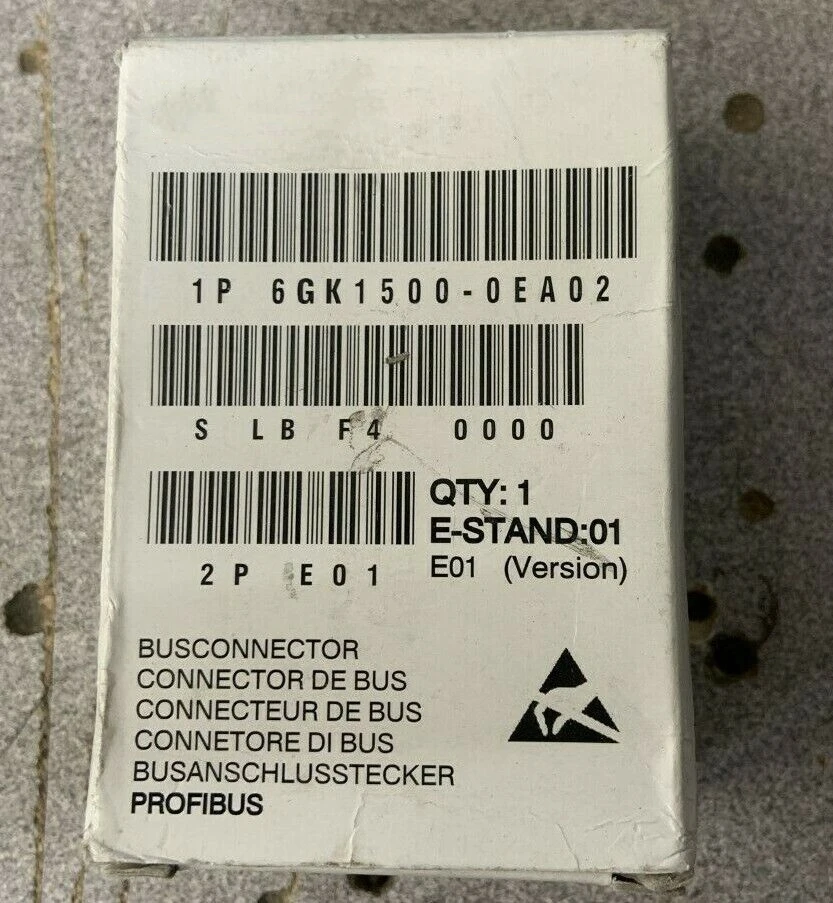 1P 6GK1500-0EA02
S LB F4 0000
QTY: 1
E-STAND:01
2P E01
E01 (Version)
BUSCONNECTOR
CONNECTOR DE BUS
CONNECTEUR DE BUS
CONNETORE DI BUS
BUSANSCHLUSSTECKER
PROFIBUS